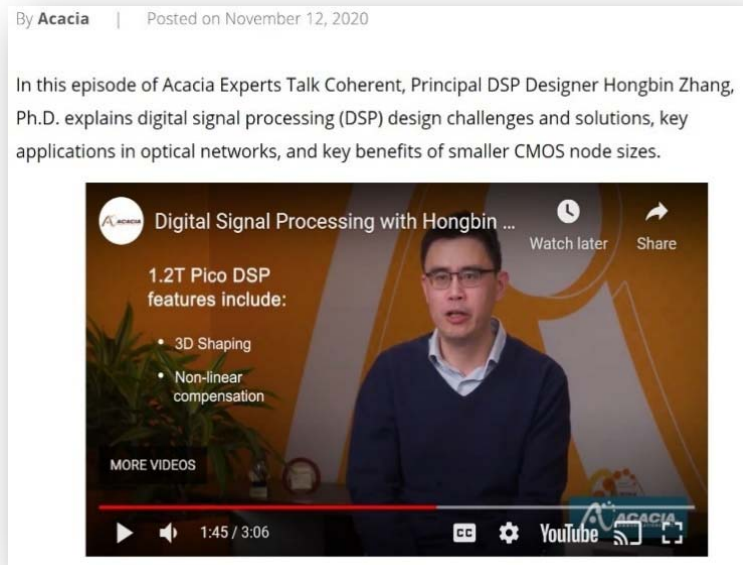 By Acacia | Posted on November 12, 2020
In this episode of Acacia Experts Talk Coherent, Principal DSP Designer Hongbin Zhang,
Ph.D. explains digital signal processing (DSP) design challenges and solutions, key
applications in optical networks, and key benefits of smaller CMOS node sizes.
ACACIA
Digital Signal Processing with Hongbin ...
Watch later
Share
1.2T Pico DSP
features include:
• 3D Shaping
• Non-linear
compensation
MORE VIDEOS
ACACIA
1:45 / 3:06
CC
YouTube